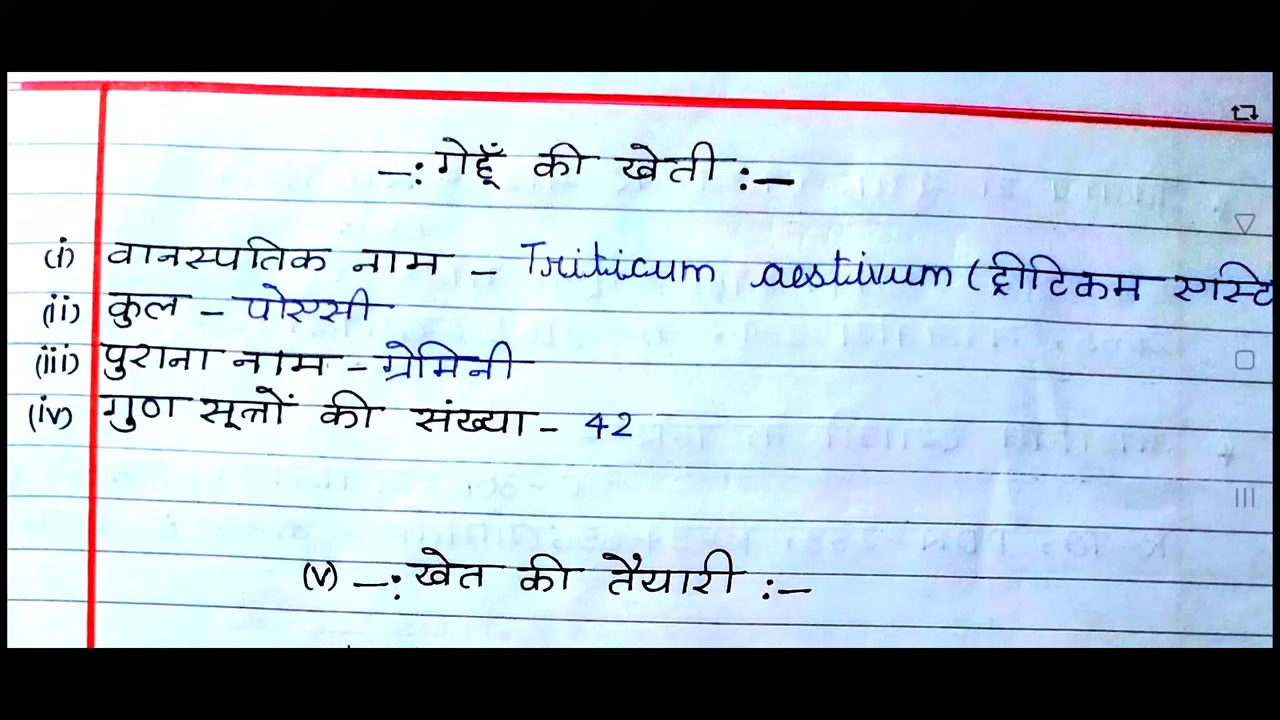 -: गेहूँ की खेती :-
(i) वानस्पतिक नाम - Triticum aestivum (ट्रीटिकम एस्टि
(ii) कुल - पोएसी
(iii) पुराना नाम - ग्रेमिनी
(iv) गुण सूत्रों की संख्या - 42
(v) -: खेत की तैयारी :-